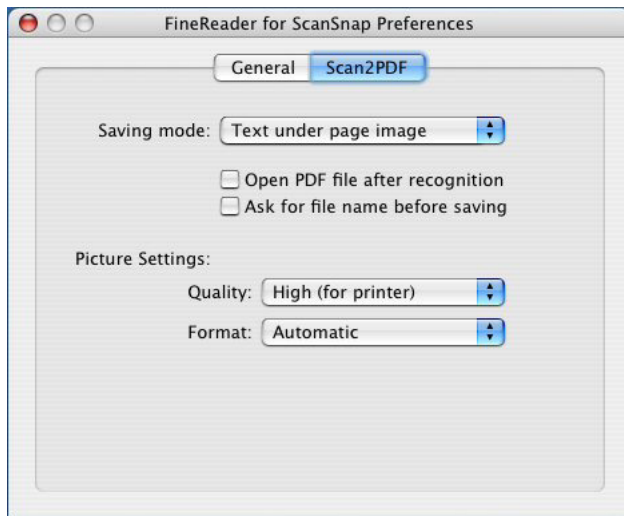 FineReader for ScanSnap Preferences
General Scan2PDF
Saving mode: Text under page image
Open PDF file after recognition
Ask for file name before saving
Picture Settings:
Quality: High (for printer)
Format: Automatic